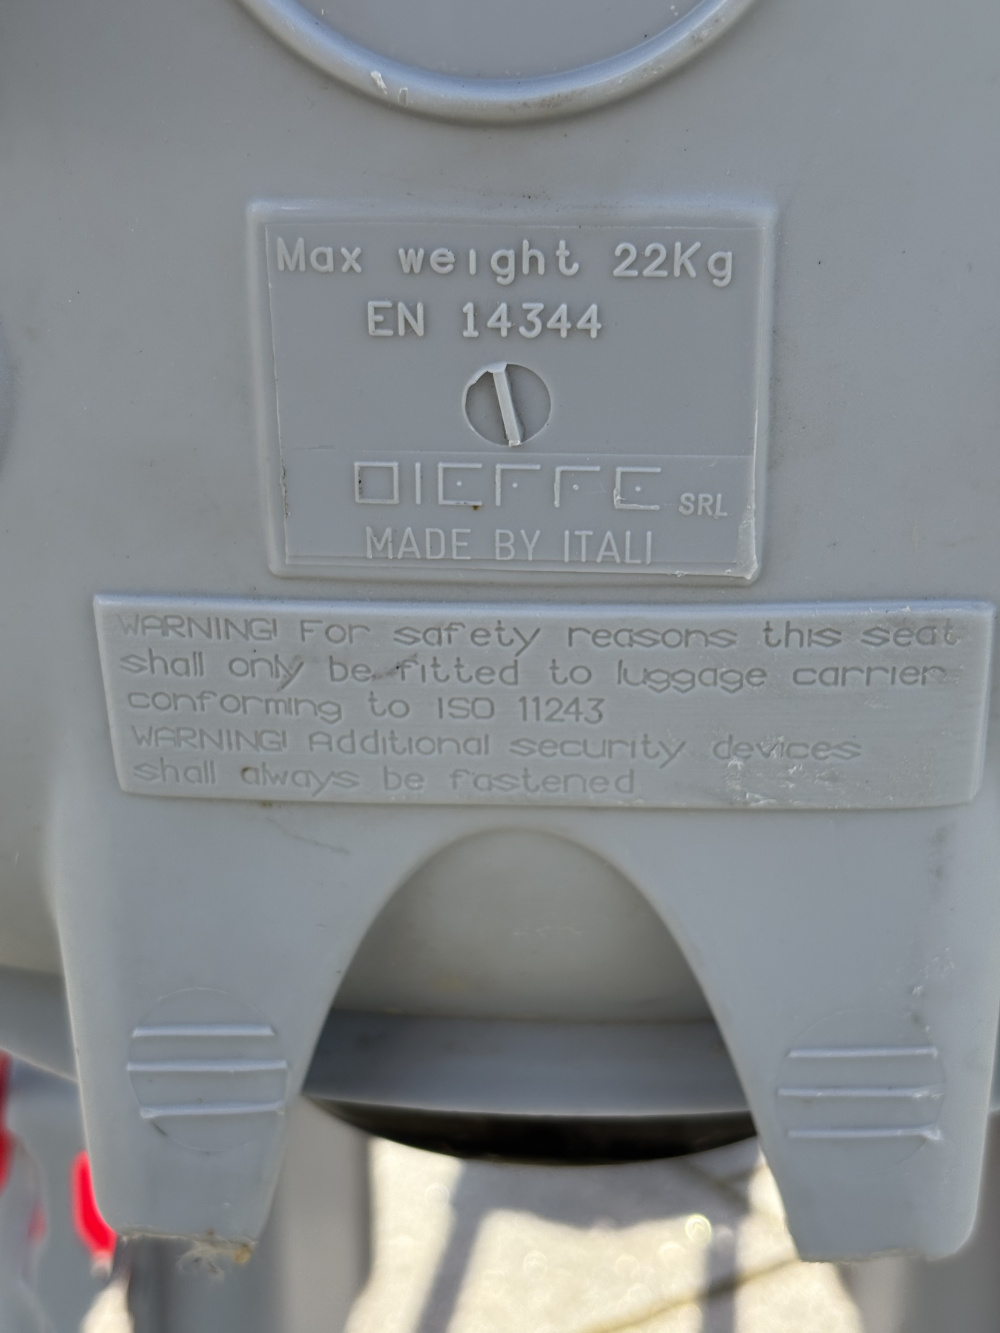 Max weight 22Kg
EN 14344
DIEFFE SRL
MADE BY ITALI
WARNING! For safety reasons this seat
shall only be fitted to luggage carrier
conforming to ISO 11243
WARNING! Additional security devices
shall always be fastened